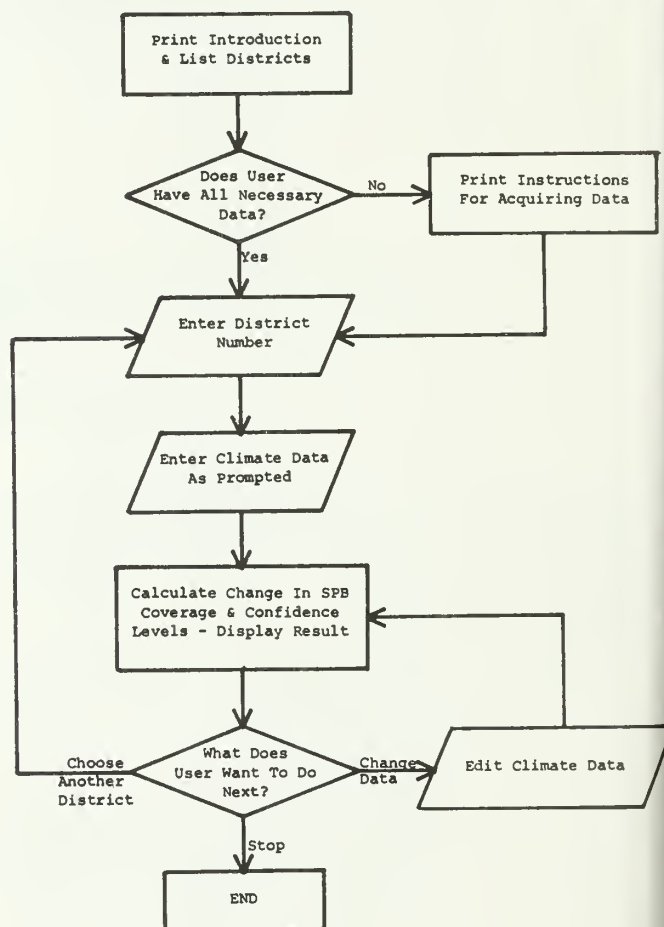 Print Introduction
& List Districts
Does User
Have All Necessary
Data?
No
Print Instructions
For Acquiring Data
Yes
Enter District
Number
Enter Climate Data
As Prompted
Calculate Change In SPB
Coverage & Confidence
Levels - Display Result
What Does
User Want To Do
Next?
Choose
Another
District
Change
Data
Edit Climate Data
Stop
END